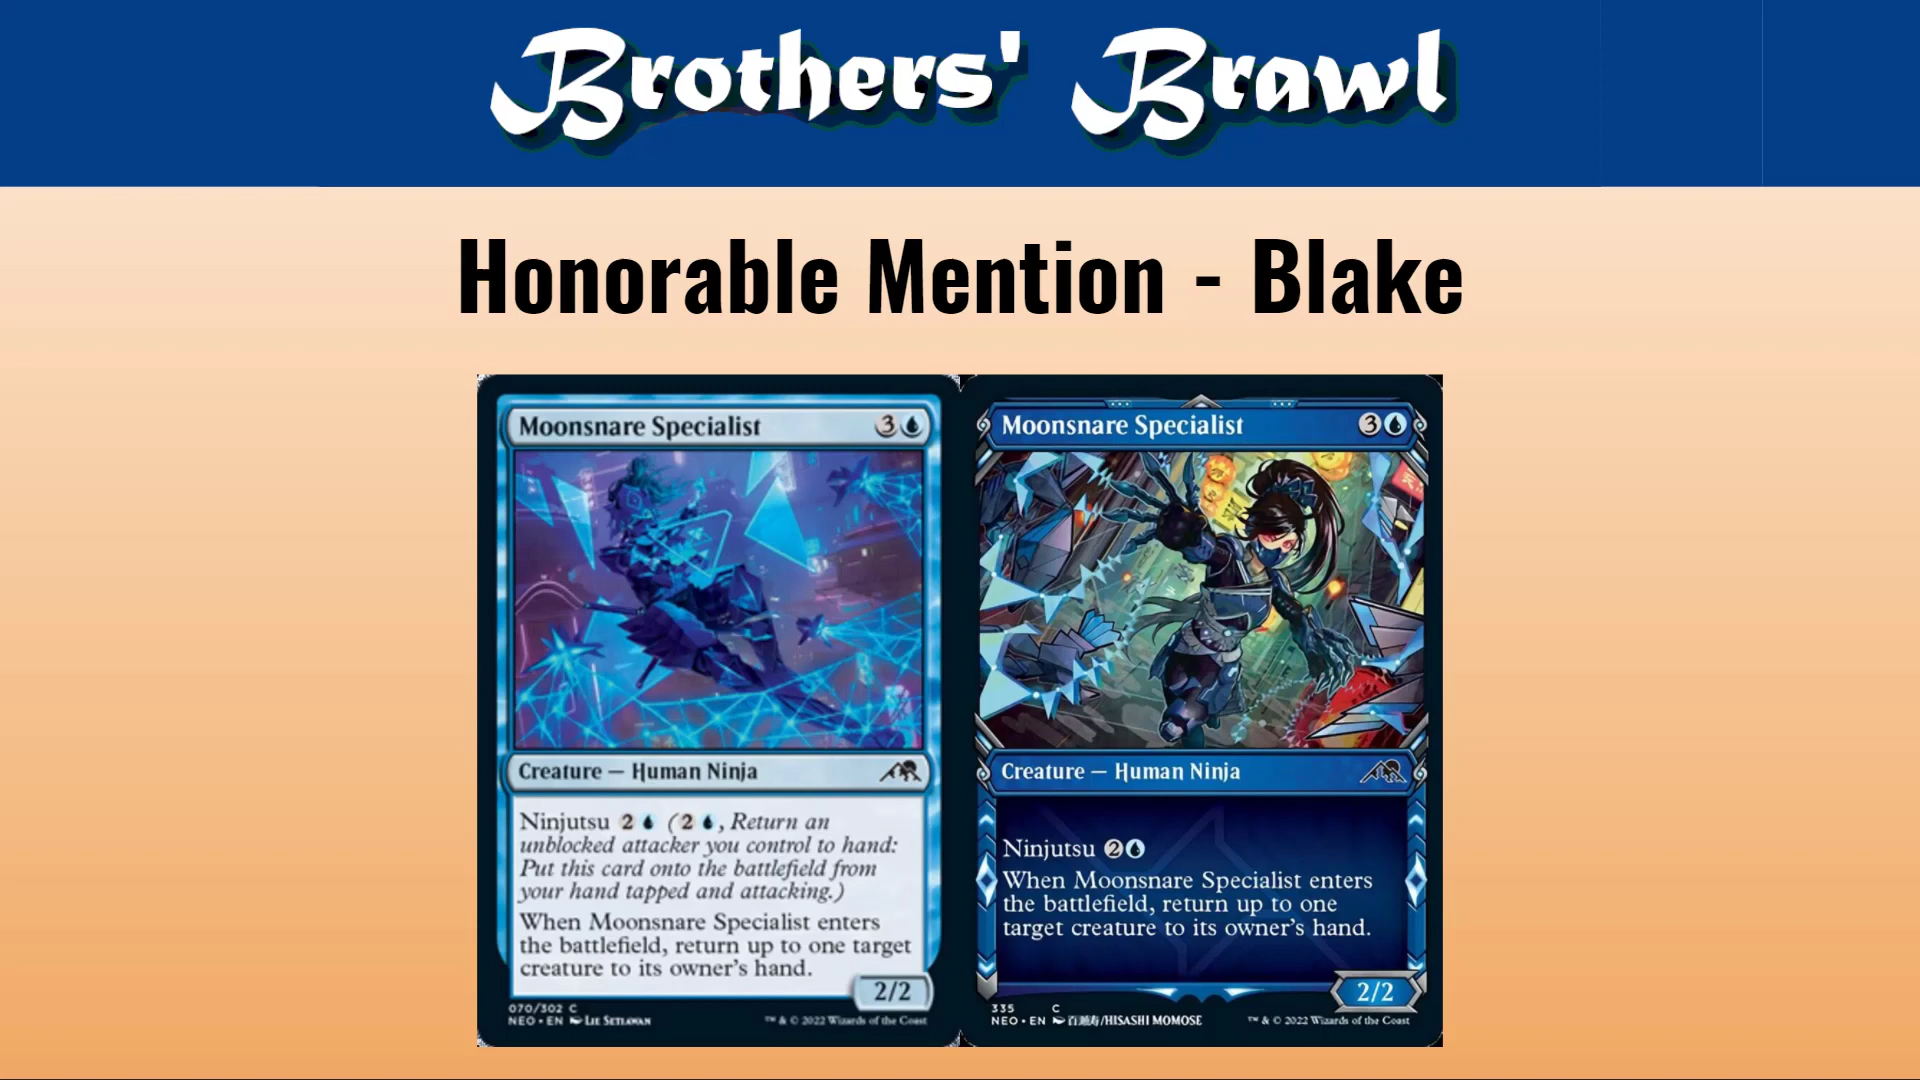 Brothers' Brawl
Honorable Mention - Blake
Moonsnare Specialist 3
Creature — Human Ninja
Ninjutsu 2 (2 , Return an
unblocked attacker you control to hand:
Put this card onto the battlefield from
your hand tapped and attacking.)
When Moonsnare Specialist enters
the battlefield, return up to one target
creature to its owner's hand.
2/2
070/302 C
NEO • EN Lie Setiawan
™ & © 2022 Wizards of the Coast
Moonsnare Specialist 3
Creature — Human Ninja
Ninjutsu 2
When Moonsnare Specialist enters
the battlefield, return up to one
target creature to its owner's hand.
2/2
335 C
NEO • EN 百瀬寿/HISASHI MOMOSE
™ & © 2022 Wizards of the Coast